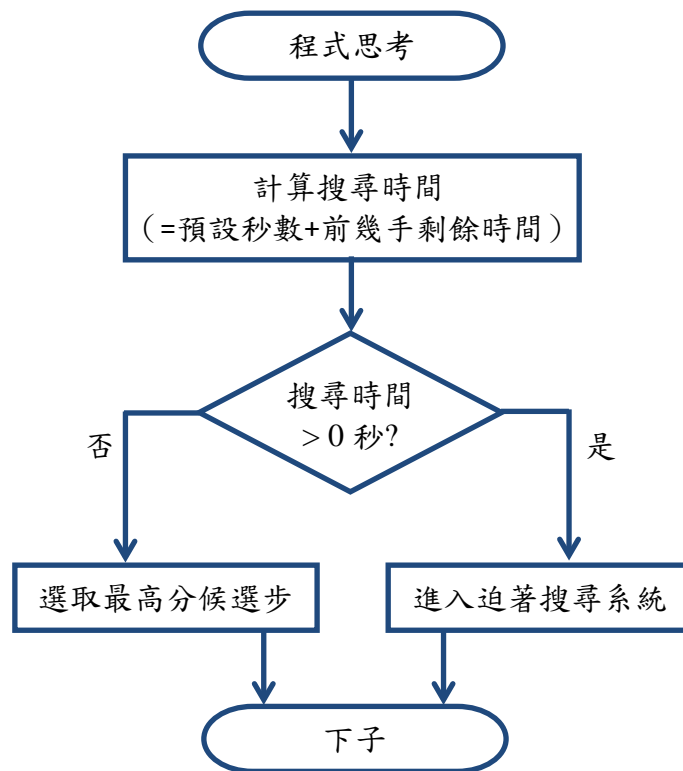 程式思考
計算搜尋時間
（=預設秒數+前幾手剩餘時間）
搜尋時間
> 0 秒?
否
是
選取最高分候選步
進入迫著搜尋系統
下子